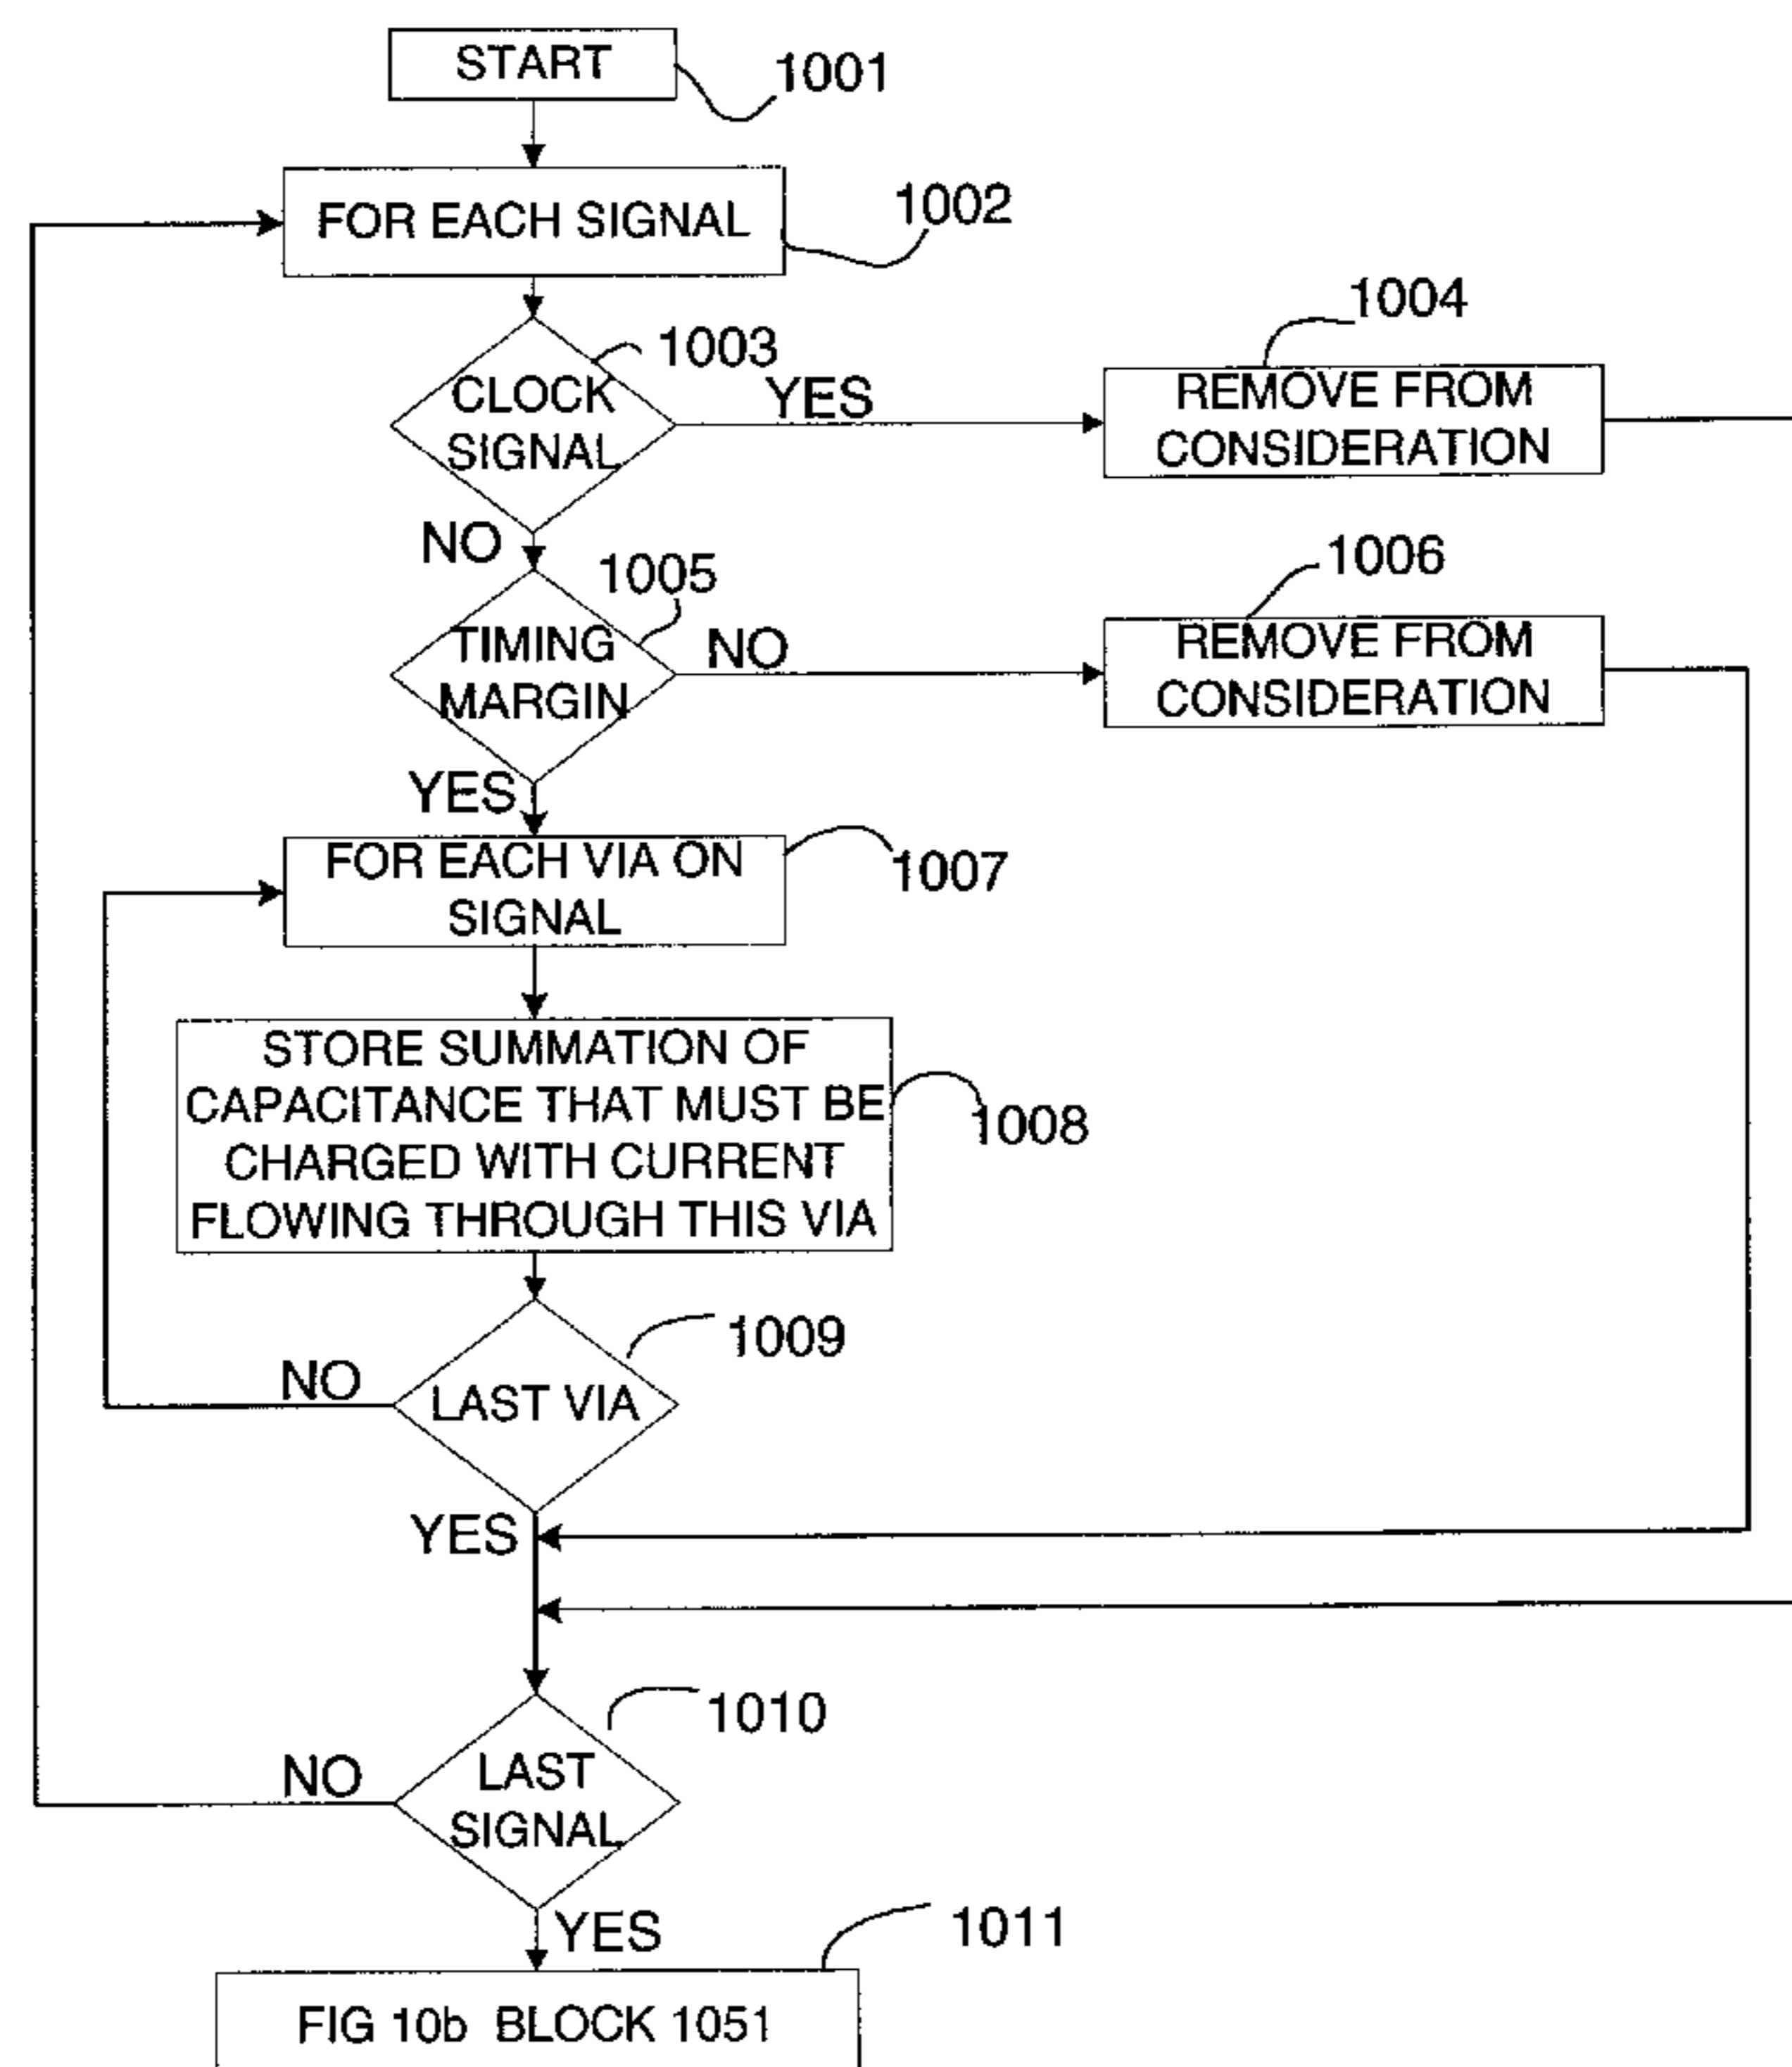 START
1001
FOR EACH SIGNAL
1002
1003
CLOCK
SIGNAL
YES
1004
REMOVE FROM
CONSIDERATION
NO
1005
TIMING
MARGIN
NO
1006
REMOVE FROM
CONSIDERATION
YES
FOR EACH VIA ON
SIGNAL
1007
STORE SUMMATION OF
CAPACITANCE THAT MUST BE
CHARGED WITH CURRENT
FLOWING THROUGH THIS VIA
1008
1009
LAST VIA
NO
YES
1010
LAST
SIGNAL
NO
YES
1011
FIG 10b BLOCK 1051